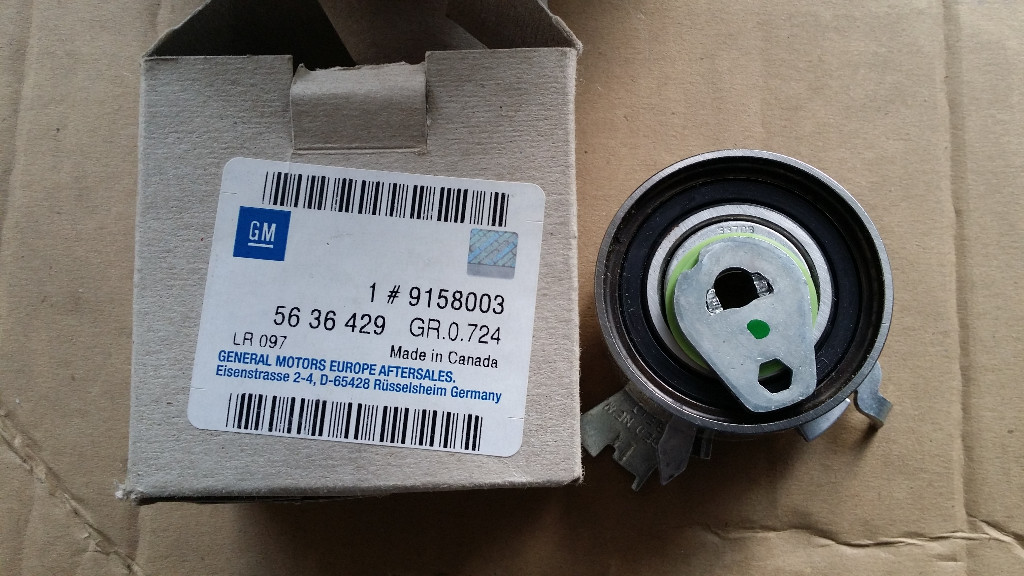 GM
1 # 9158003
56 36 429 GR.0.724
LR 097
Made in Canada
GENERAL MOTORS EUROPE AFTERSALES.
Eisenstrasse 2-4, D-65428 Rüsselsheim Germany